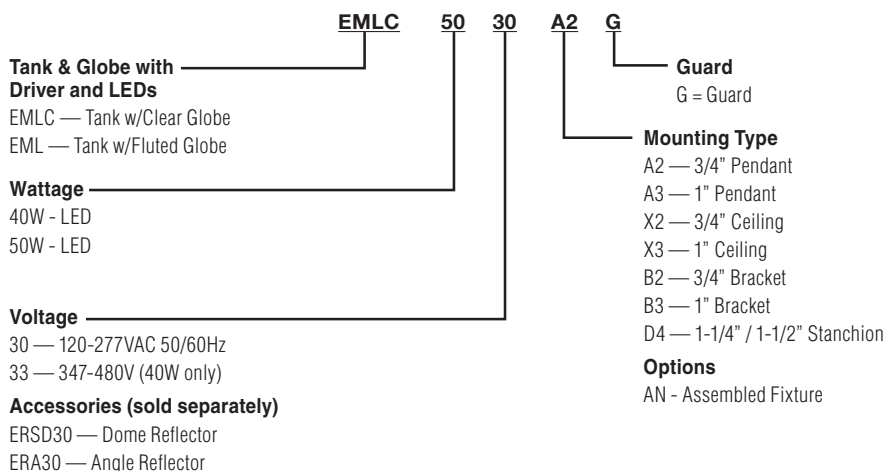 EMLC 50 30 A2 G
Tank & Globe with
Driver and LEDs
EMLC — Tank w/Clear Globe
EML — Tank w/Fluted Globe
Wattage
40W - LED
50W - LED
Voltage
30 — 120-277VAC 50/60Hz
33 — 347-480V (40W only)
Accessories (sold separately)
ERSD30 — Dome Reflector
ERA30 — Angle Reflector
Guard
G = Guard
Mounting Type
A2 — 3/4” Pendant
A3 — 1” Pendant
X2 — 3/4” Ceiling
X3 — 1” Ceiling
B2 — 3/4” Bracket
B3 — 1” Bracket
D4 — 1-1/4” / 1-1/2” Stanchion
Options
AN - Assembled Fixture